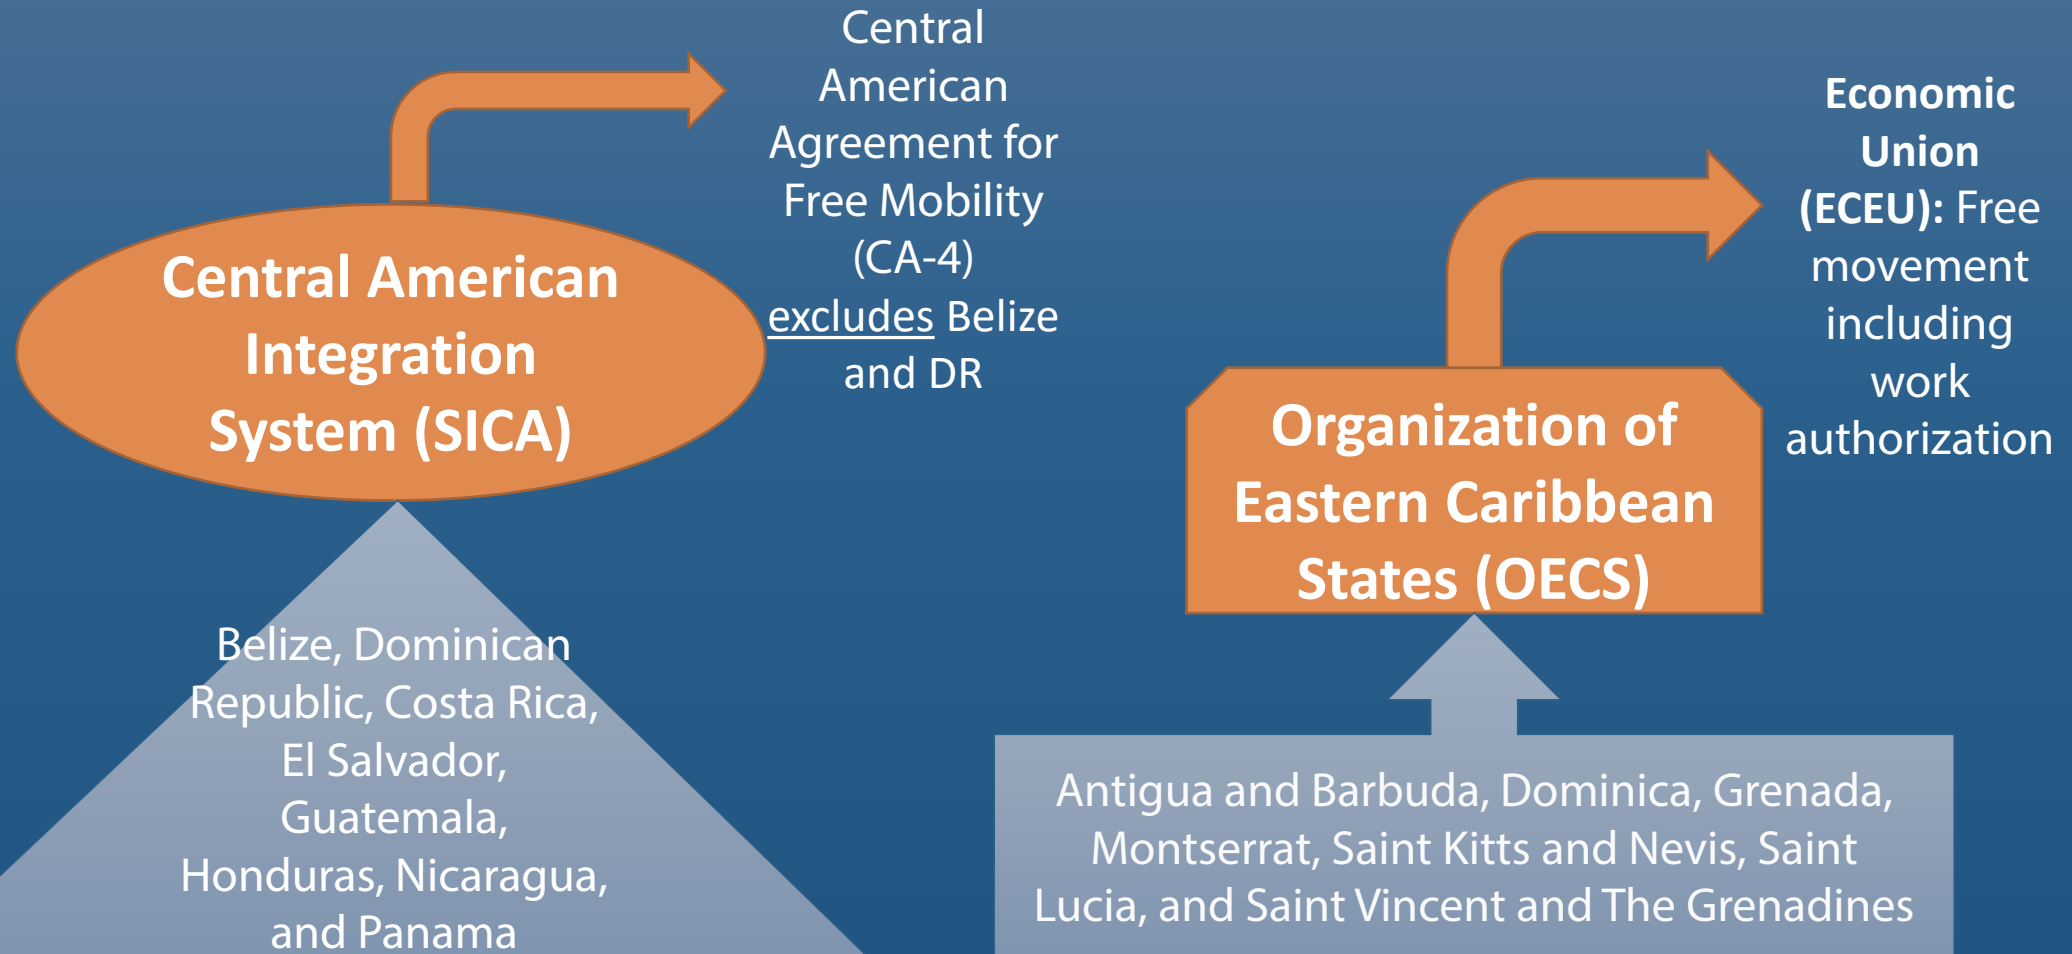 Central
American
Agreement for
Free Mobility
(CA-4)
excludes Belize
and DR
Central American
Integration
System (SICA)
Belize, Dominican
Republic, Costa Rica,
El Salvador,
Guatemala,
Honduras, Nicaragua,
and Panama
Economic
Union
(ECEU): Free
movement
including
work
authorization
Organization of
Eastern Caribbean
States (OECS)
Antigua and Barbuda, Dominica, Grenada,
Montserrat, Saint Kitts and Nevis, Saint
Lucia, and Saint Vincent and The Grenadines